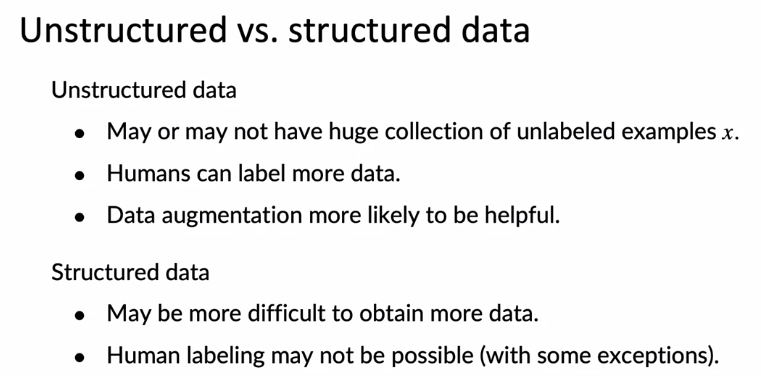 Unstructured vs. structured data
Unstructured data
• May or may not have huge collection of unlabeled examples x.
• Humans can label more data.
• Data augmentation more likely to be helpful.
Structured data
• May be more difficult to obtain more data.
• Human labeling may not be possible (with some exceptions).